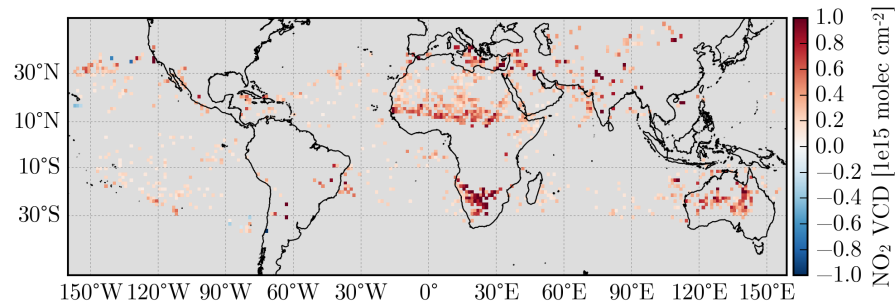 30°N
10°N
10°S
30°S
150°W 120°W 90°W 60°W 30°W 0° 30°E 60°E 90°E 120°E 150°E
1.0
0.8
0.6
0.4
0.2
0.0
−0.2
−0.4
−0.6
−0.8
−1.0
NO₂ VCD [1e15 molec cm⁻²]